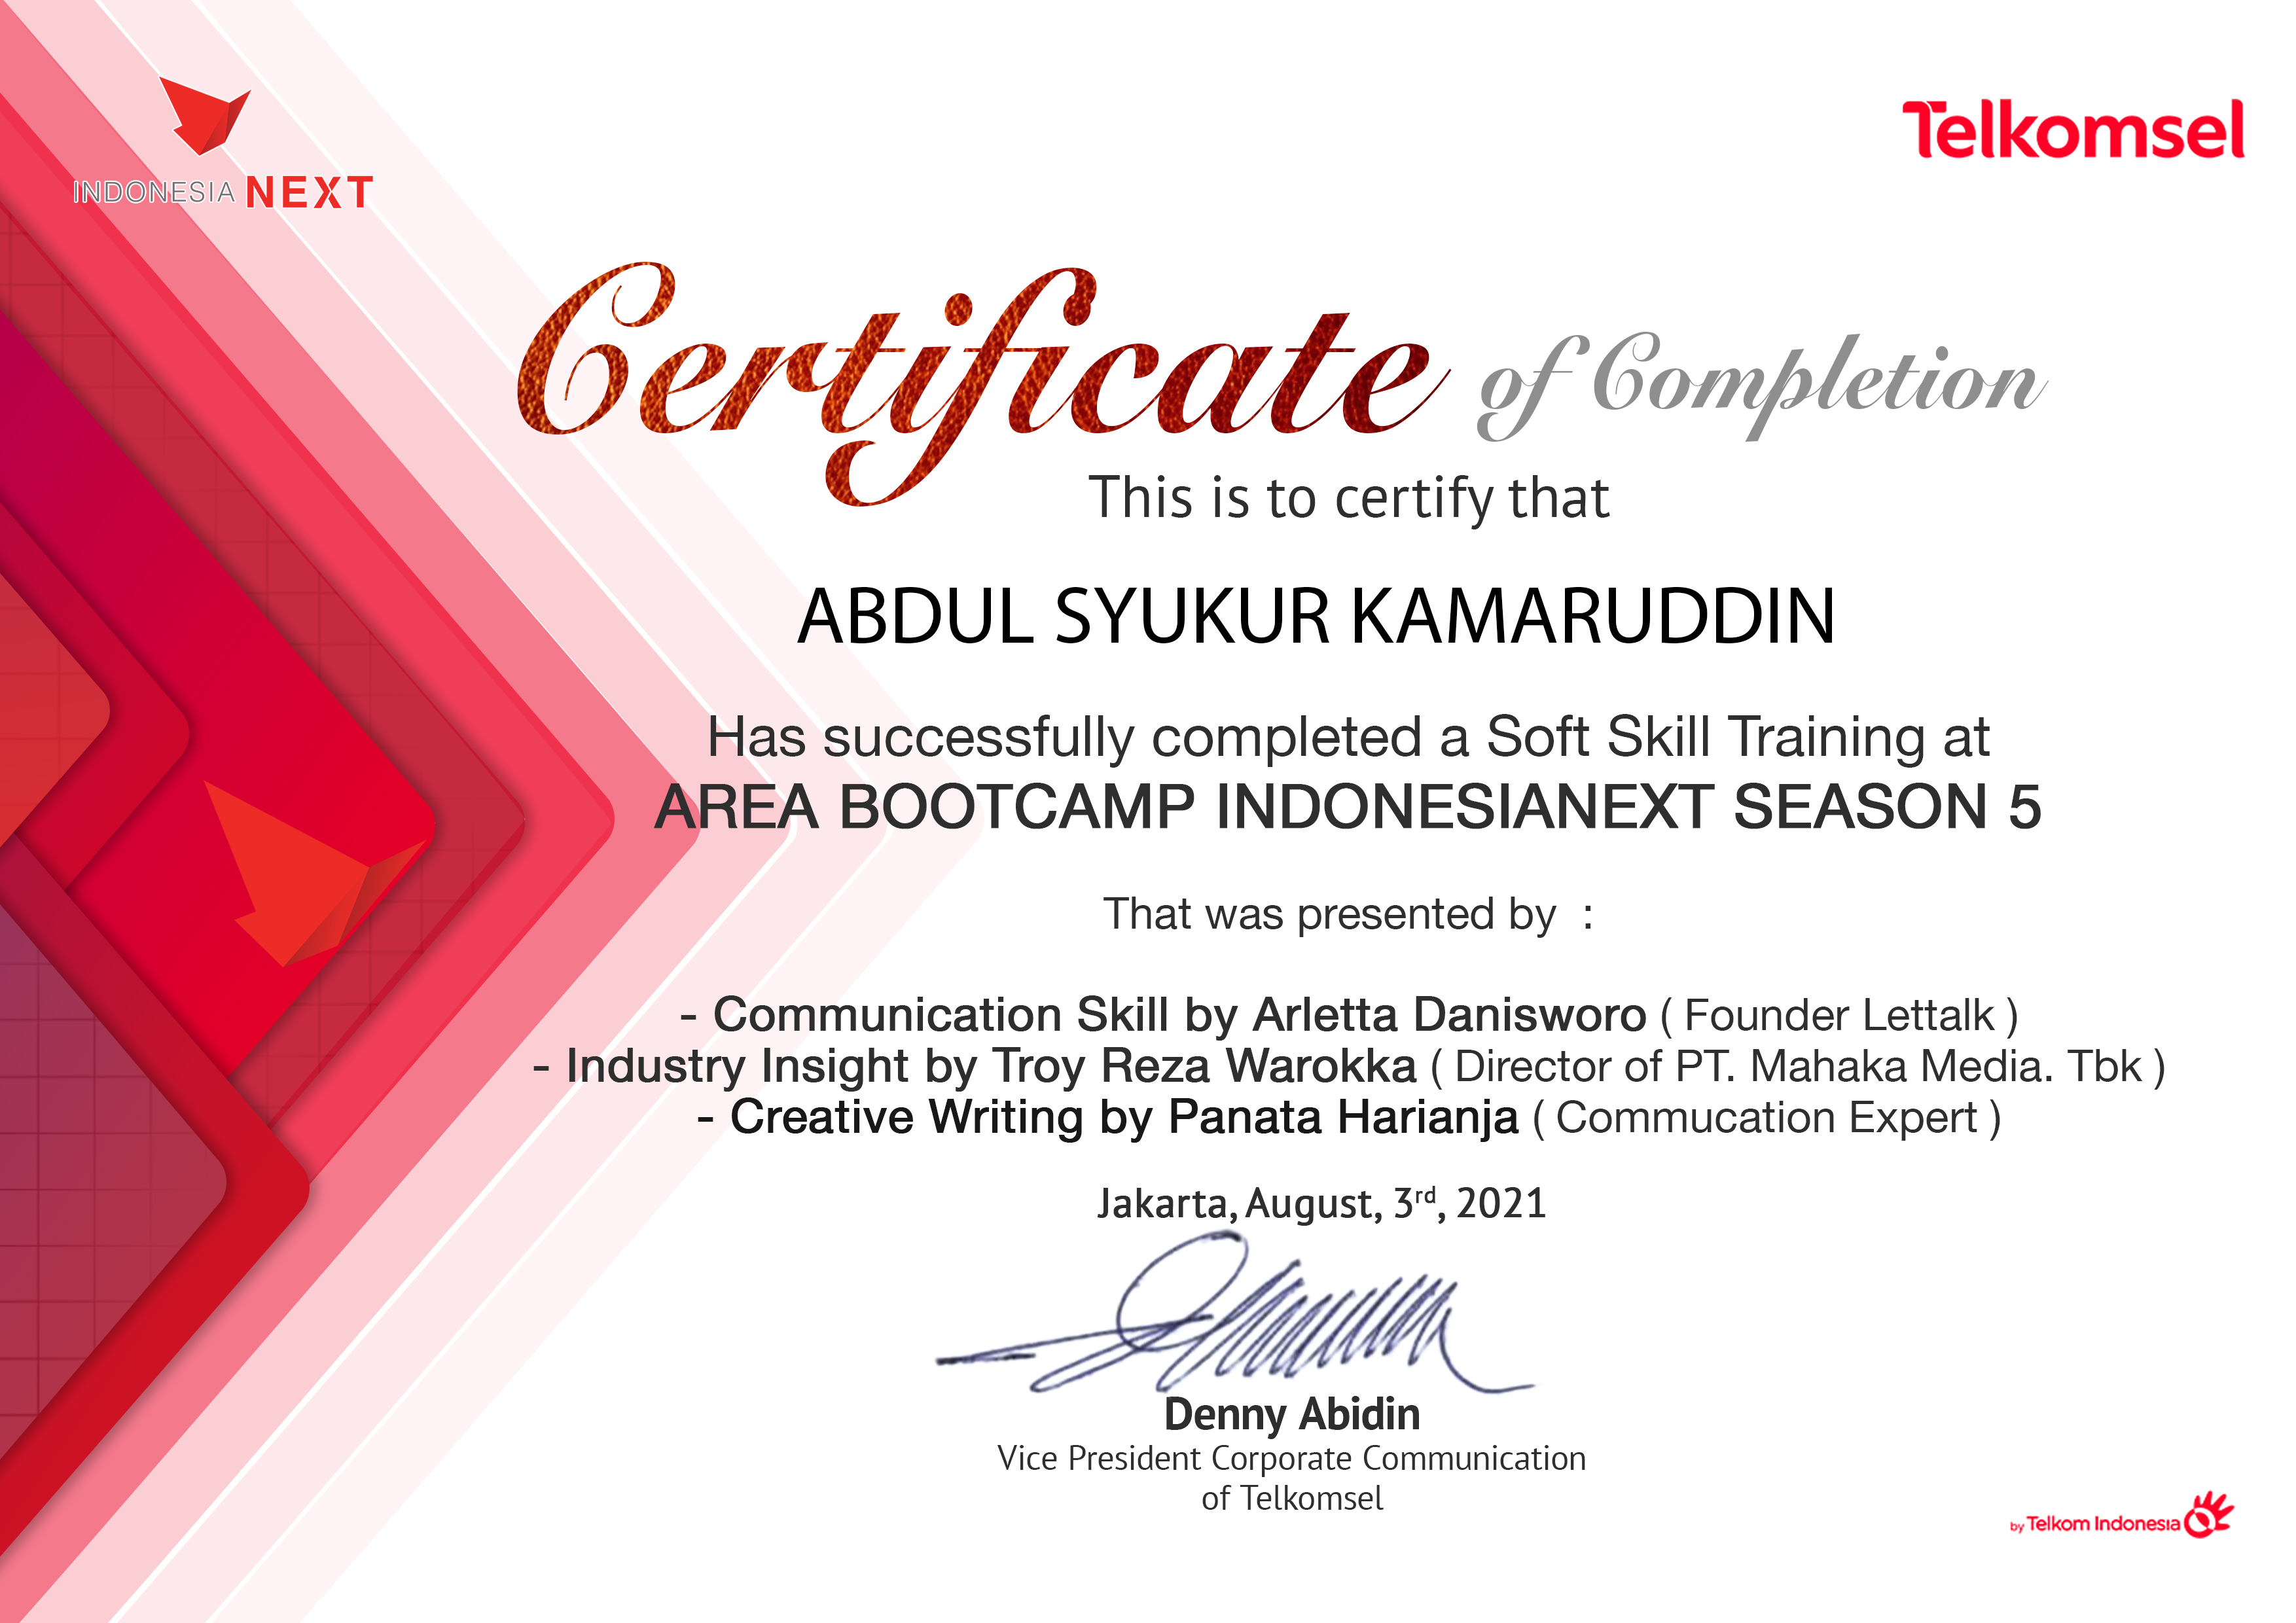 INDONESIA NEXT
Telkomsel
Certificate of Completion
This is to certify that
ABDUL SYUKUR KAMARUDDIN
Has successfully completed a Soft Skill Training at
AREA BOOTCAMP INDONESIANEXT SEASON 5
That was presented by :
- Communication Skill by Arletta Danisworo ( Founder Lettalk )
- Industry Insight by Troy Reza Warokka ( Director of PT. Mahaka Media. Tbk )
- Creative Writing by Panata Harianja ( Commucation Expert )
Jakarta, August, 3rd, 2021
Denny Abidin
Vice President Corporate Communication
of Telkomsel
by Telkom Indonesia